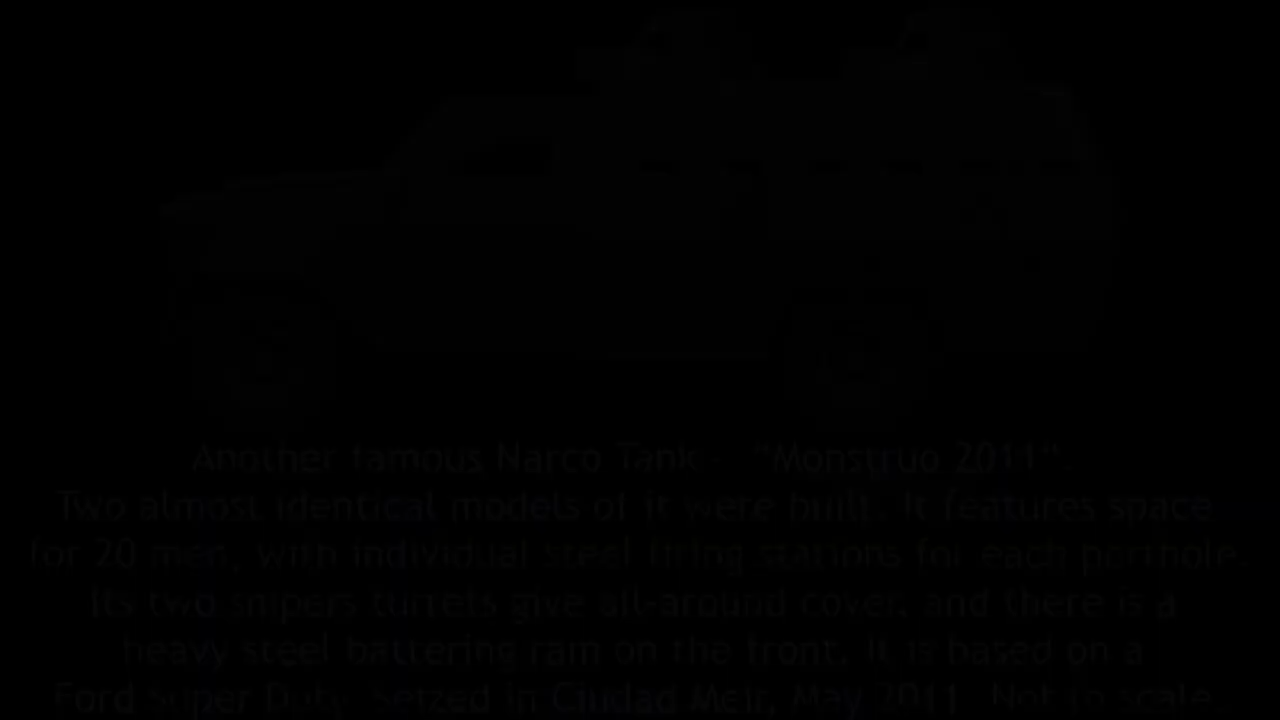 Another famous Narco Tank - "Monstruo 2011".
Two almost identical models of it were built. It features space
for 20 men, with individual steel firing stations for each porthole.
Its two snipers turrets give all-around cover, and there is a
heavy steel battering ram on the front. It is based on a
Ford Super Duty. Seized in Ciudad Meir, May 2011. Not to scale.